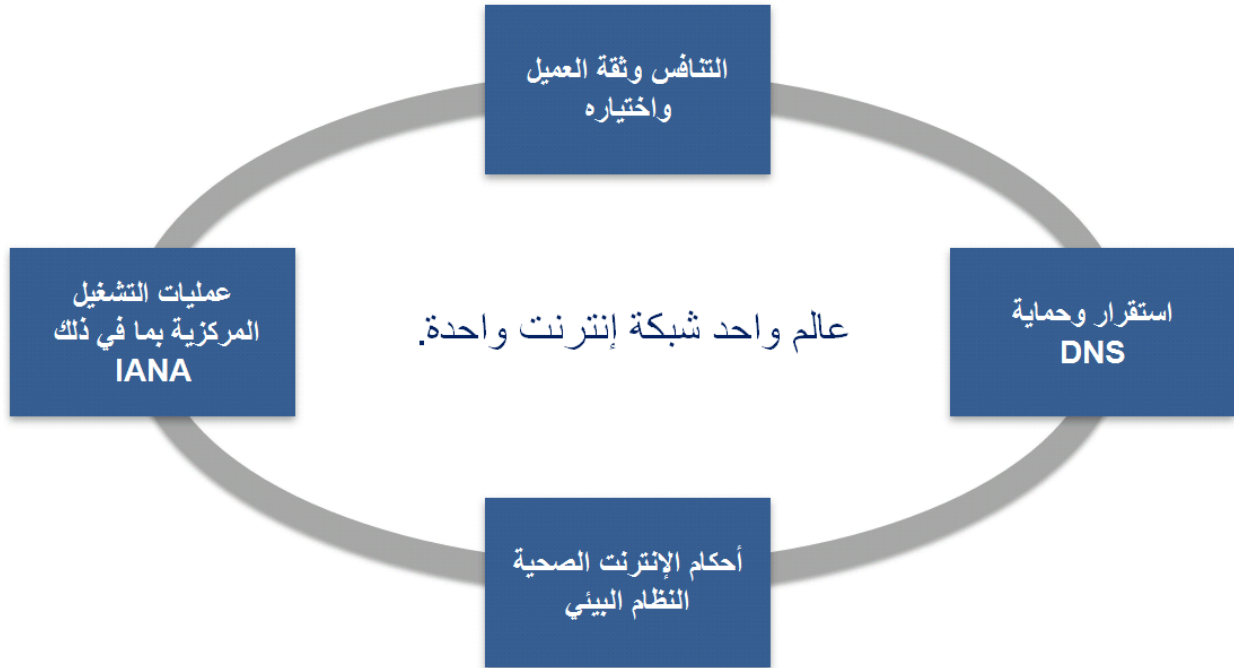 التنافس وثقة العميل
واختياره
استقرار وحماية
DNS
عالم واحد شبكة إنترنت واحدة.
عمليات التشغيل
المركزية بما في ذلك
IANA
أحكام الإنترنت الصحية
النظام البيئي